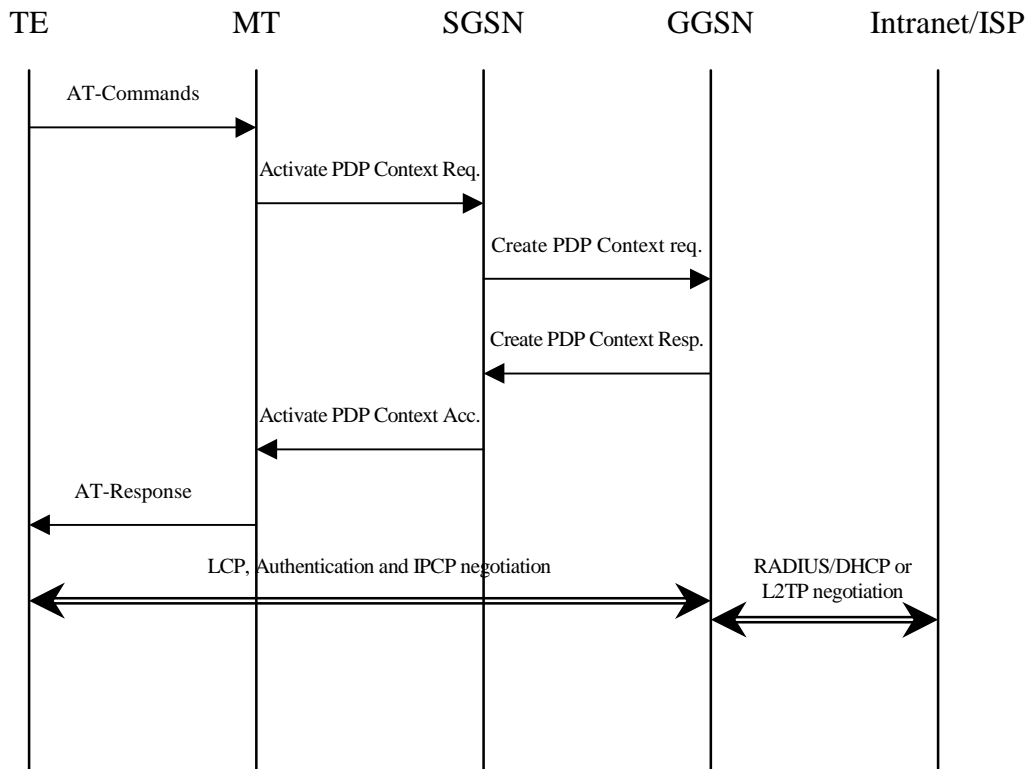 TE MT SGSN GGSN Intranet/ISP
AT-Commands
Activate PDP Context Req.
Create PDP Context req.
Create PDP Context Resp.
Activate PDP Context Acc.
AT-Response
LCP, Authentication and IPCP negotiation
RADIUS/DHCP or
L2TP negotiation